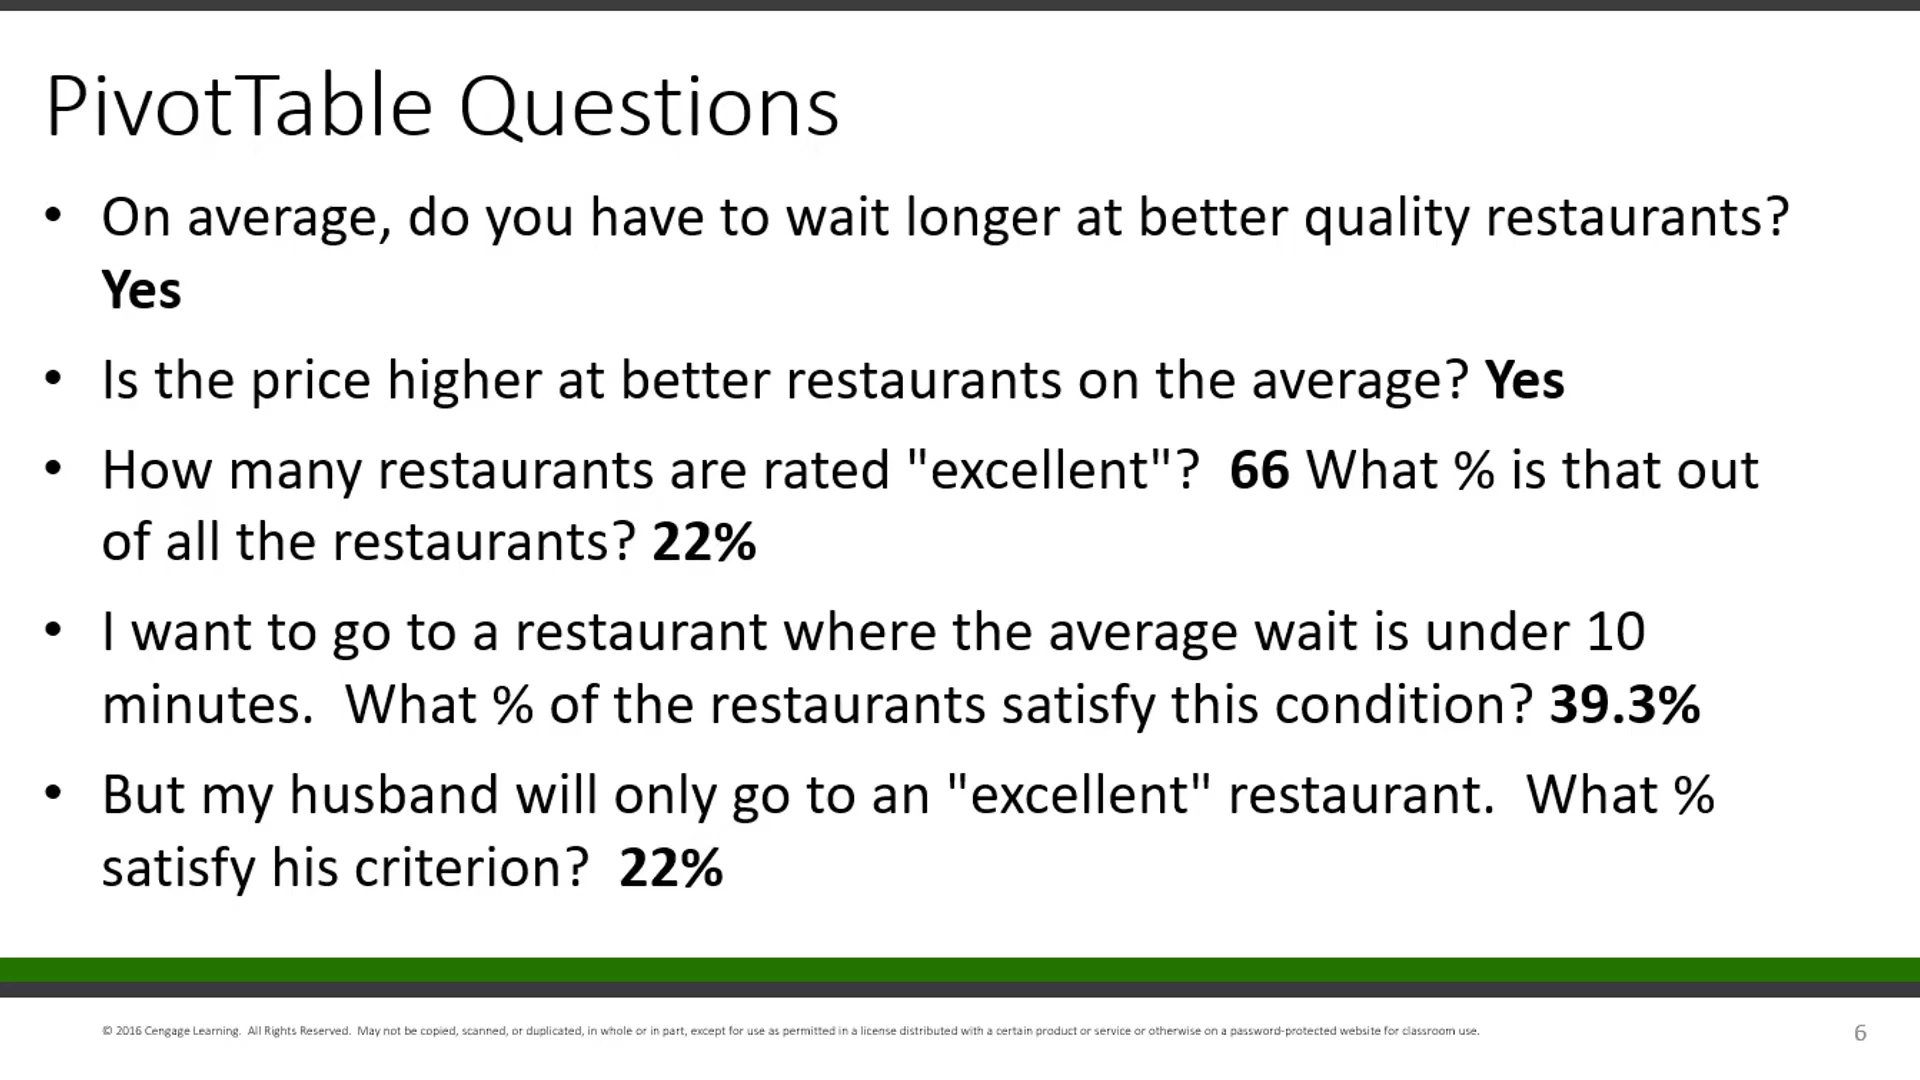 PivotTable Questions
• On average, do you have to wait longer at better quality restaurants?
Yes
• Is the price higher at better restaurants on the average? Yes
• How many restaurants are rated "excellent"?  66 What % is that out
of all the restaurants? 22%
• I want to go to a restaurant where the average wait is under 10
minutes.  What % of the restaurants satisfy this condition? 39.3%
• But my husband will only go to an "excellent" restaurant.  What %
satisfy his criterion?  22%
© 2016 Cengage Learning.  All Rights Reserved.  May not be copied, scanned, or duplicated, in whole or in part, except for use as permitted in a license distributed with a certain product or service or otherwise on a password-protected website for classroom use.
6